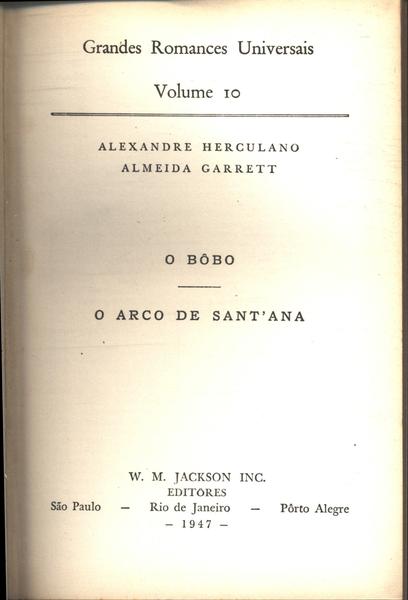 Grandes Romances Universais
Volume 10
ALEXANDRE HERCULANO
ALMEIDA GARRETT
O BÔBO
O ARCO DE SANT'ANA
W. M. JACKSON INC.
EDITORES
São Paulo — Rio de Janeiro — Pôrto Alegre
— 1947 —